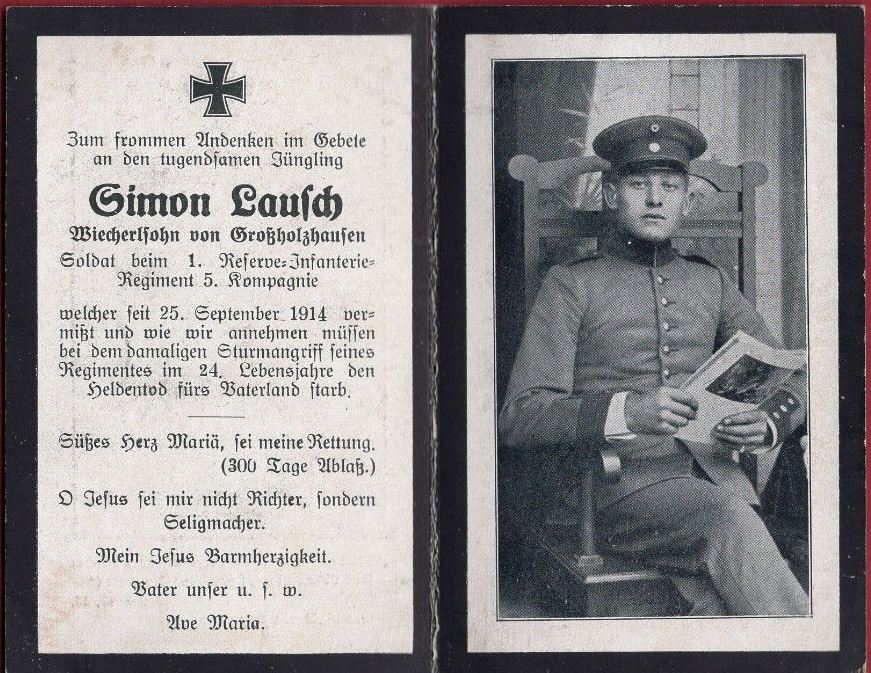 Zum frommen Andenken im Gebete
an den tugendsamen Jüngling
Simon Lausch
Wiecherlsohn von Großholzhausen
Soldat beim 1. Reserve-Infanterie-
Regiment 5. Kompagnie
welcher seit 25. September 1914 ver-
mißt und wie wir annehmen müssen
bei dem damaligen Sturmangriff seines
Regimentes im 24. Lebensjahre den
Heldentod fürs Vaterland starb.
Süßes Herz Mariä, sei meine Rettung.
(300 Tage Ablaß.)
O Jesus sei mir nicht Richter, sondern
Seligmacher.
Mein Jesus Barmherzigkeit.
Vater unser u. s. w.
Ave Maria.